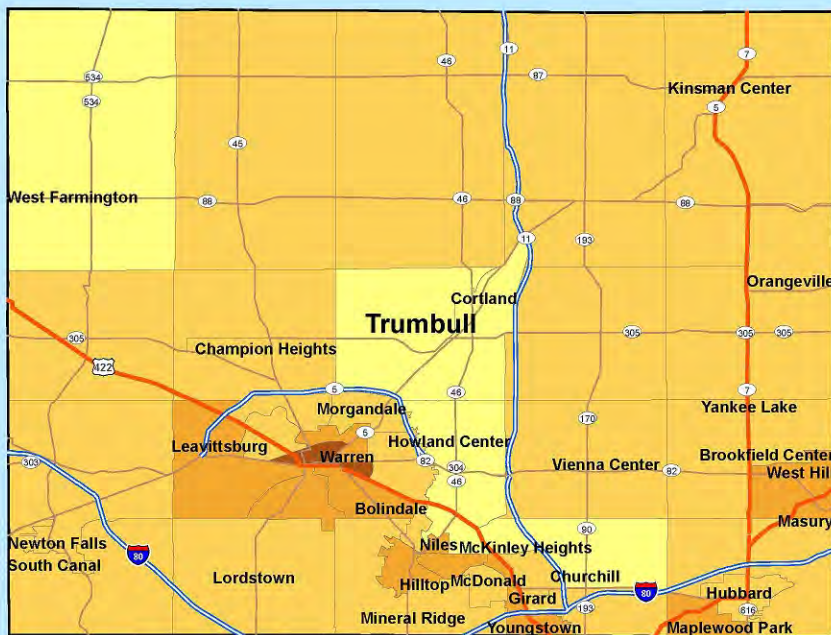 11
7
46
534
87
Kinsman Center
534
5
45
West Farmington
88
46
88
88
11
193
Orangeville
Cortland
Trumbull
305
305
305
305
Champion Heights
422
5
46
7
Morgandale
Yankee Lake
170
5
Leavittsburg
Howland Center
Brookfield Center
Warren
303
82
304
Vienna Center
82
West Hill
46
Bolindale
Masury
90
Newton Falls
Niles
McKinley Heights
80
South Canal
Lordstown
Hilltop
McDonald
Churchill
Girard
80
Hubbard
193
616
Mineral Ridge
Youngstown
Maplewood Park